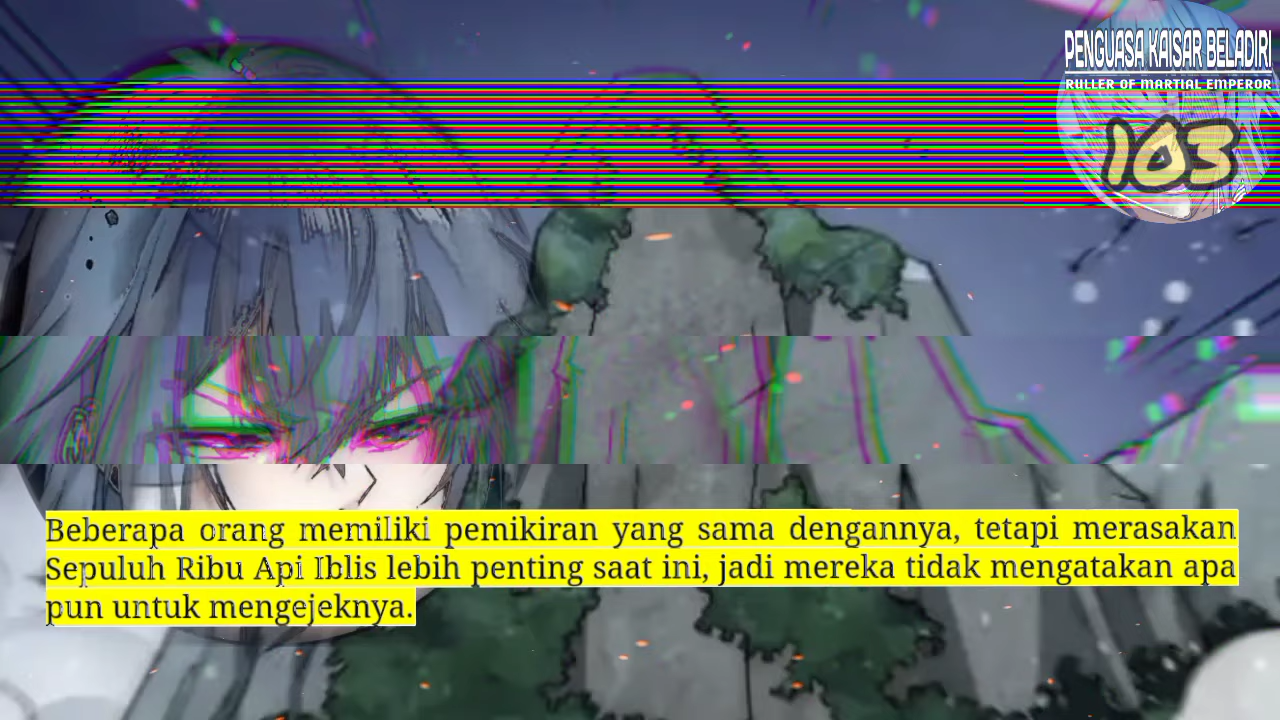 PENGUASA KAISAR BELADIRI
RULLER OF MARTIAL EMPEROR
103
Beberapa orang memiliki pemikiran yang sama dengannya, tetapi merasakan
Sepuluh Ribu Api Iblis lebih penting saat ini, jadi mereka tidak mengatakan apa
pun untuk mengejeknya.